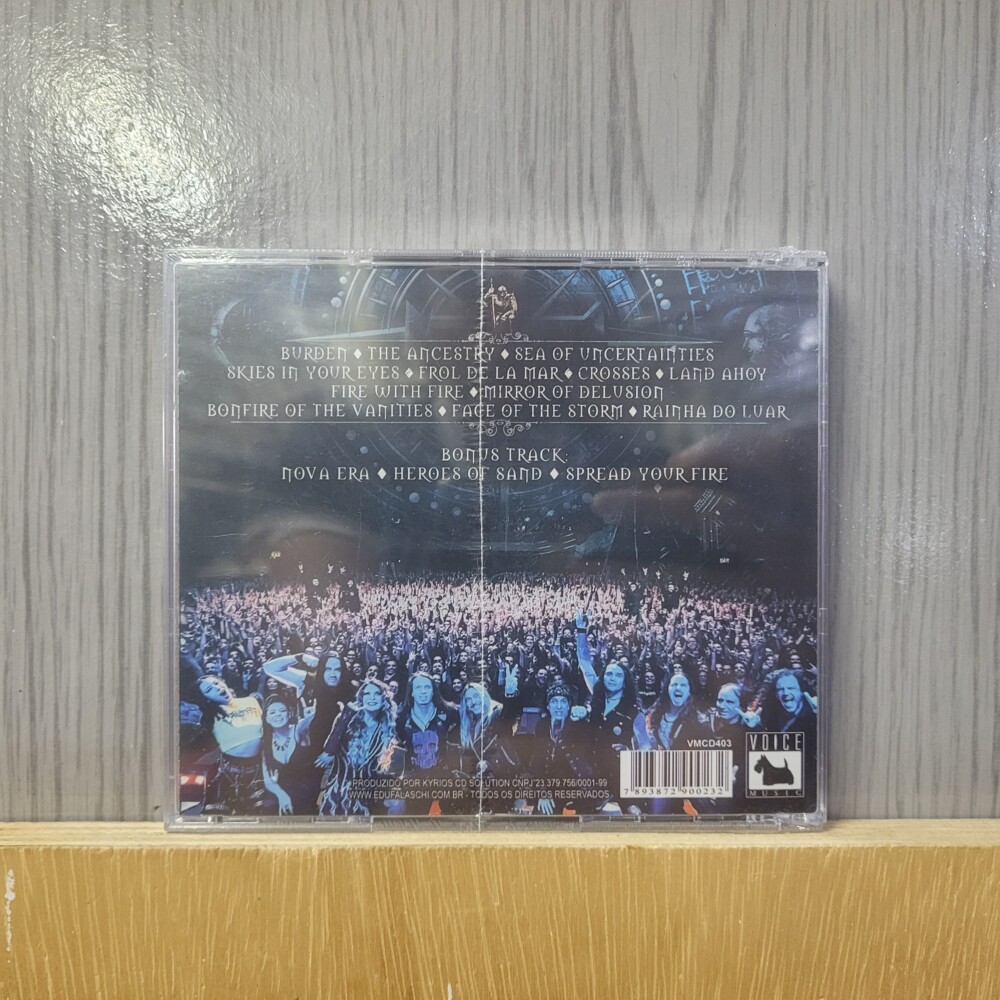 BURDEN ♦ THE ANCESTRY ♦ SEA OF UNCERTAINTIES
SKIES IN YOUR EYES ♦ FROL DE LA MAR ♦ CROSSES ♦ LAND AHOY
FIRE WITH FIRE ♦ MIRROR OF DELUSION
BONFIRE OF THE VANITIES ♦ FACE OF THE STORM ♦ RAINHA DO LUAR
BONUS TRACK:
NOVA ERA ♦ HEROES OF SAND ♦ SPREAD YOUR FIRE
VMCD403
VOICE
MUSIC
7893872900232
PRODUZIDO POR KYRIOS CD SOLUTION CNPJ 23.379.756/0001-99
WWW.EDUFALASCHI.COM.BR - TODOS OS DIREITOS RESERVADOS